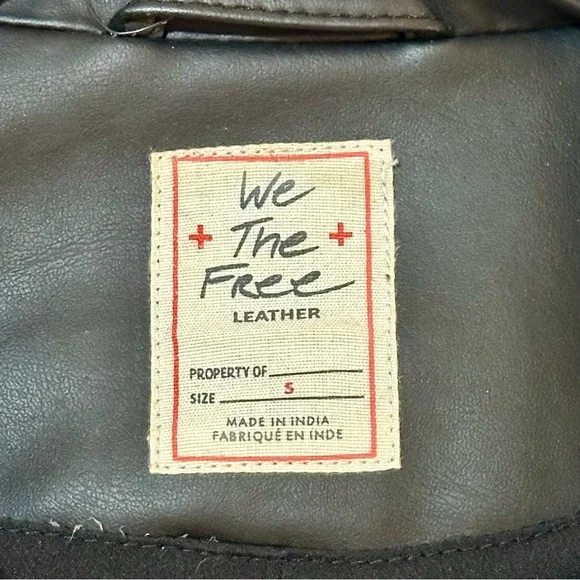 We
+ The +
Free
LEATHER
PROPERTY OF
SIZE S
MADE IN INDIA
FABRIQUÉ EN INDE